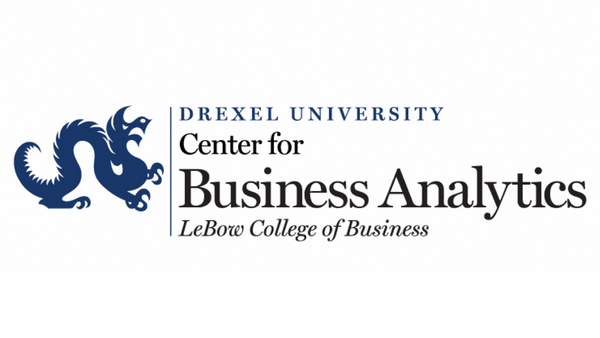 DREXEL UNIVERSITY
Center for
Business Analytics
LeBow College of Business